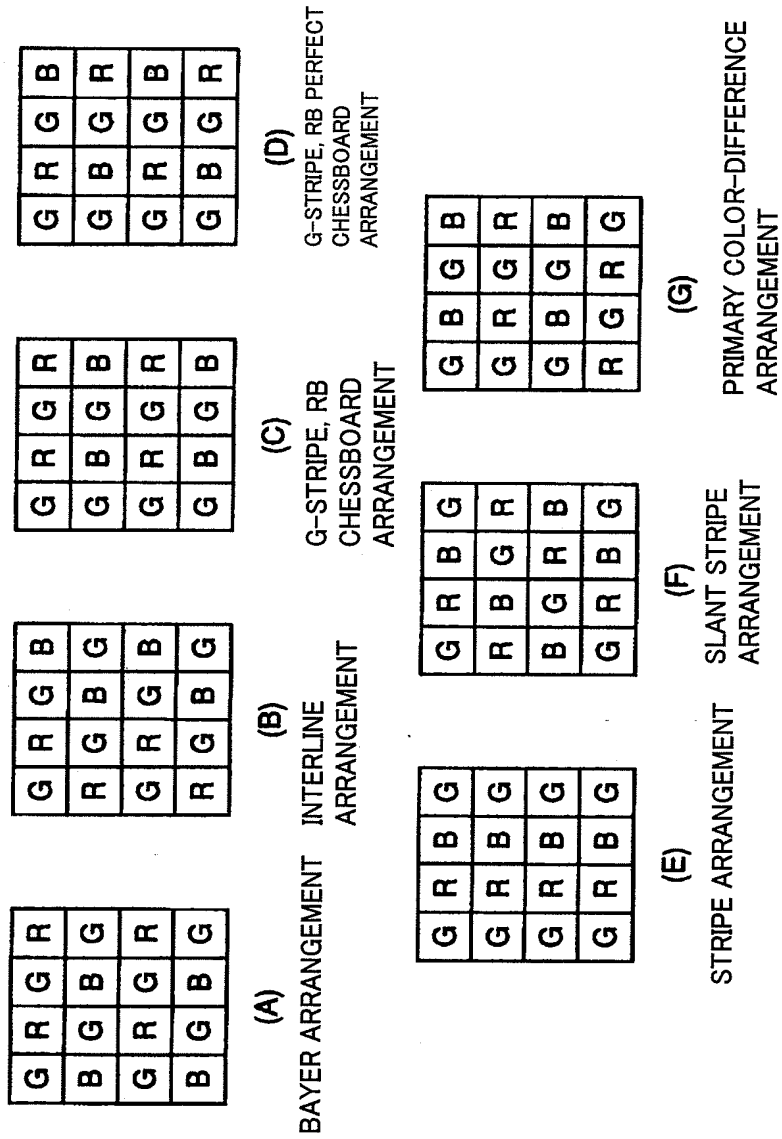 G R G R
B G B G
G R G R
B G B G
(A)
BAYER ARRANGEMENT
G R G B
R G B G
G R G B
R G B G
(B)
INTERLINE
ARRANGEMENT
G R G R
G B G B
G R G R
G B G B
(C)
G-STRIPE, RB
CHESSBOARD
ARRANGEMENT
G R G B
G B G R
G R G B
G B G R
(D)
G-STRIPE, RB PERFECT
CHESSBOARD
ARRANGEMENT
G R B G
G R B G
G R B G
G R B G
(E)
STRIPE ARRANGEMENT
G R B G
R B G R
B G R B
G R B G
(F)
SLANT STRIPE
ARRANGEMENT
G B G B
G R G R
G B G B
R G R G
(G)
PRIMARY COLOR-DIFFERENCE
ARRANGEMENT